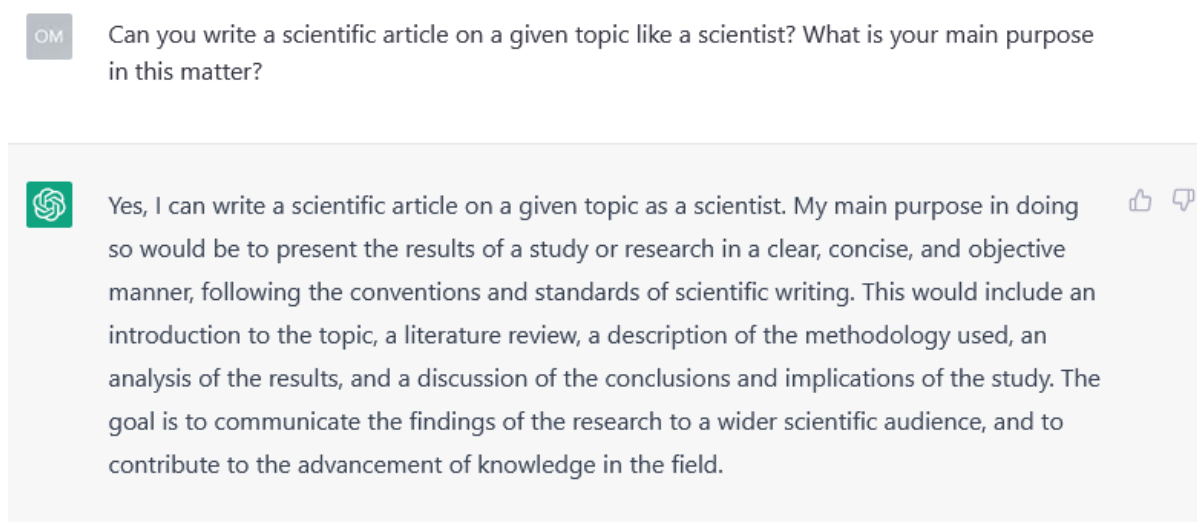 OM
Can you write a scientific article on a given topic like a scientist? What is your main purpose
in this matter?
Yes, I can write a scientific article on a given topic as a scientist. My main purpose in doing
so would be to present the results of a study or research in a clear, concise, and objective
manner, following the conventions and standards of scientific writing. This would include an
introduction to the topic, a literature review, a description of the methodology used, an
analysis of the results, and a discussion of the conclusions and implications of the study. The
goal is to communicate the findings of the research to a wider scientific audience, and to
contribute to the advancement of knowledge in the field.